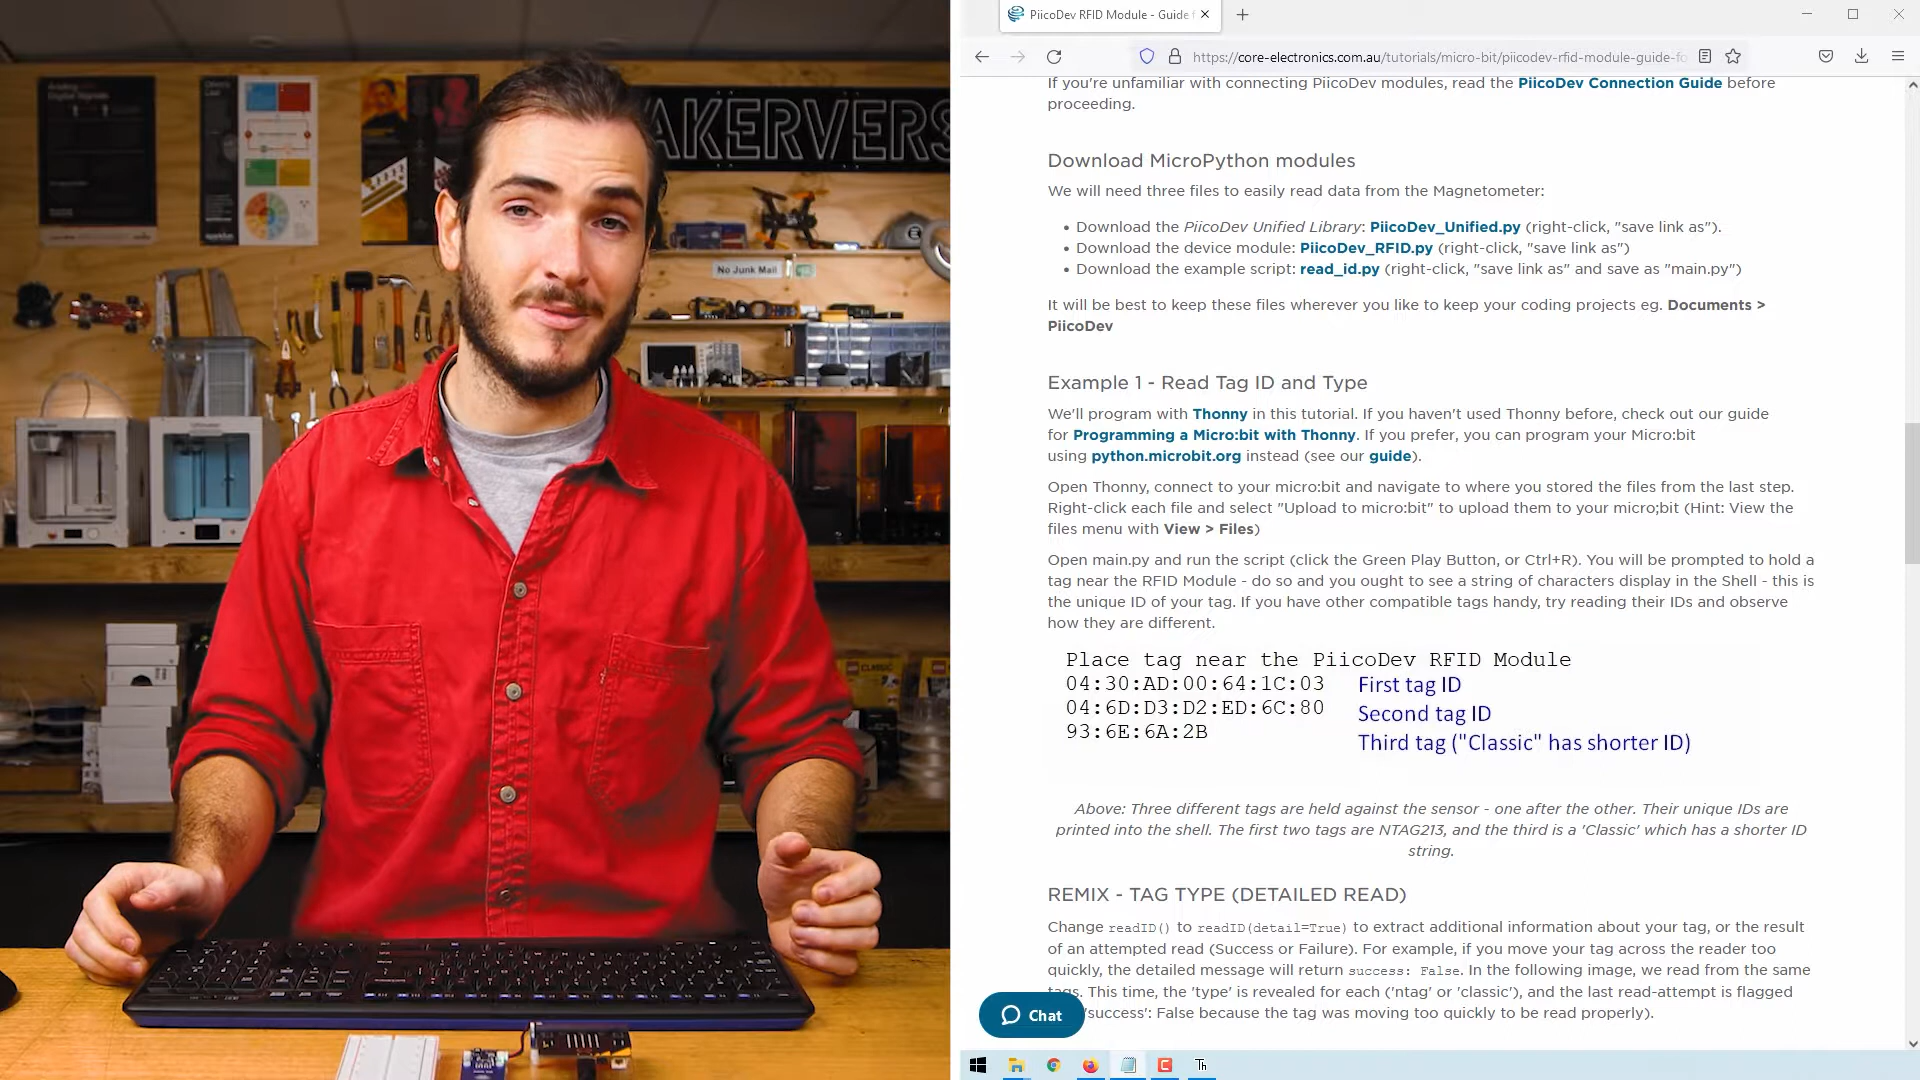 AKERVERS
No Junk Mail
PiicoDev RFID Module - Guide f
https://core-electronics.com.au/tutorials/micro-bit/piicodev-rfid-module-guide-fo
If you're unfamiliar with connecting PiicoDev modules, read the PiicoDev Connection Guide before
proceeding.
Download MicroPython modules
We will need three files to easily read data from the Magnetometer:
• Download the PiicoDev Unified Library: PiicoDev_Unified.py (right-click, "save link as").
• Download the device module: PiicoDev_RFID.py (right-click, "save link as")
• Download the example script: read_id.py (right-click, "save link as" and save as "main.py")
It will be best to keep these files wherever you like to keep your coding projects eg. Documents >
PiicoDev
Example 1 - Read Tag ID and Type
We'll program with Thonny in this tutorial. If you haven't used Thonny before, check out our guide
for Programming a Micro:bit with Thonny. If you prefer, you can program your Micro:bit
using python.microbit.org instead (see our guide).
Open Thonny, connect to your micro:bit and navigate to where you stored the files from the last step.
Right-click each file and select "Upload to micro:bit" to upload them to your micro;bit (Hint: View the
files menu with View > Files)
Open main.py and run the script (click the Green Play Button, or Ctrl+R). You will be prompted to hold a
tag near the RFID Module - do so and you ought to see a string of characters display in the Shell - this is
the unique ID of your tag. If you have other compatible tags handy, try reading their IDs and observe
how they are different.
Place tag near the PiicoDev RFID Module
04:30:AD:00:64:1C:03 First tag ID
04:6D:D3:D2:ED:6C:80 Second tag ID
93:6E:6A:2B Third tag ("Classic" has shorter ID)
Above: Three different tags are held against the sensor - one after the other. Their unique IDs are
printed into the shell. The first two tags are NTAG213, and the third is a 'Classic' which has a shorter ID
string.
REMIX - TAG TYPE (DETAILED READ)
Change readID() to readID(detail=True) to extract additional information about your tag, or the result
of an attempted read (Success or Failure). For example, if you move your tag across the reader too
quickly, the detailed message will return success: False. In the following image, we read from the same
tags. This time, the 'type' is revealed for each ('ntag' or 'classic'), and the last read-attempt is flagged
'success': False because the tag was moving too quickly to be read properly).
Chat
Th